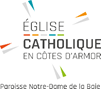 ÉGLISE
CATHOLIQUE
EN CÔTES D'ARMOR
Paroisse Notre-Dame de la Baie